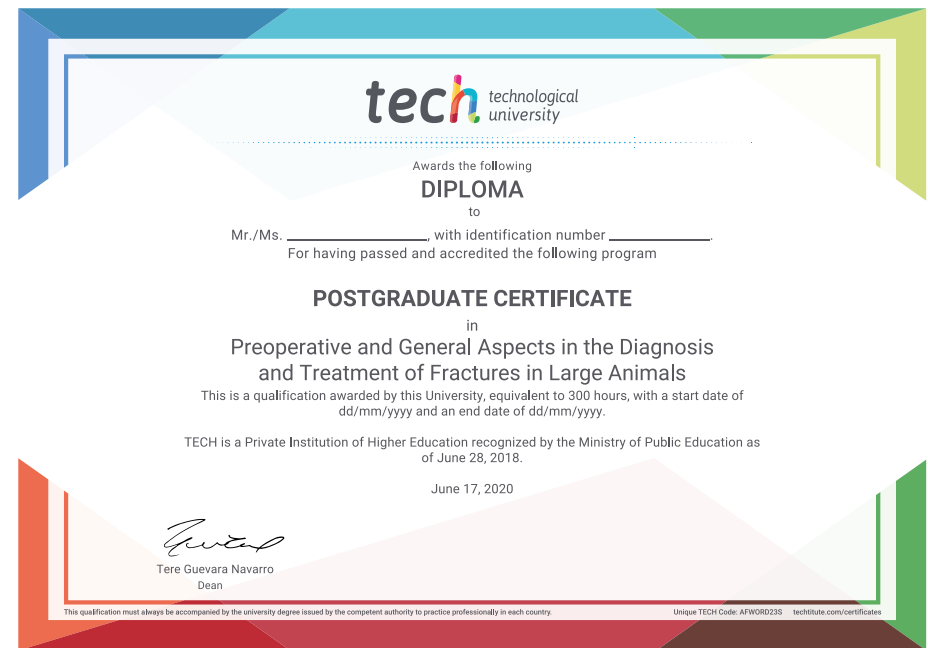 tech technological
university
Awards the following
DIPLOMA
to
Mr./Ms. ____________________, with identification number ______________.
For having passed and accredited the following program
POSTGRADUATE CERTIFICATE
in
Preoperative and General Aspects in the Diagnosis
and Treatment of Fractures in Large Animals
This is a qualification awarded by this University, equivalent to 300 hours, with a start date of
dd/mm/yyyy and an end date of dd/mm/yyyy.
TECH is a Private Institution of Higher Education recognized by the Ministry of Public Education as
of June 28, 2018.
June 17, 2020
Tere Guevara Navarro
Dean
This qualification must always be accompanied by the university degree issued by the competent authority to practice professionally in each country.
Unique TECH Code: AFWORD23S techtitute.com/certificates